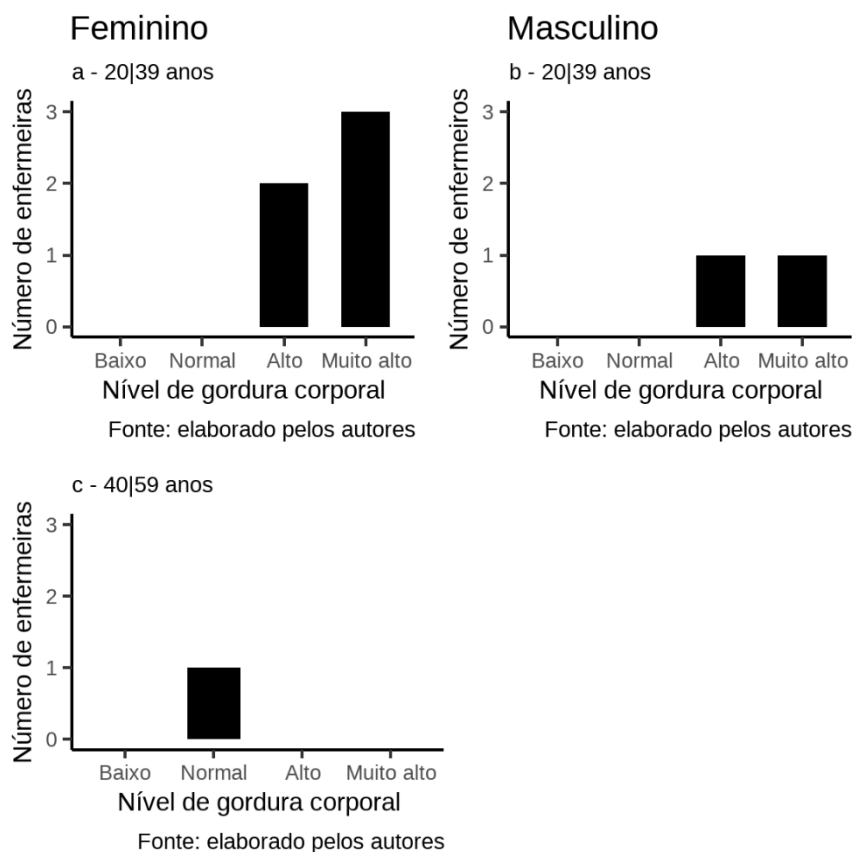 Feminino
a - 20|39 anos
Número de enfermeiras
3
2
1
0
Baixo Normal Alto Muito alto
Nível de gordura corporal
Fonte: elaborado pelos autores
Masculino
b - 20|39 anos
Número de enfermeiros
3
2
1
0
Baixo Normal Alto Muito alto
Nível de gordura corporal
Fonte: elaborado pelos autores
c - 40|59 anos
Número de enfermeiras
3
2
1
0
Baixo Normal Alto Muito alto
Nível de gordura corporal
Fonte: elaborado pelos autores